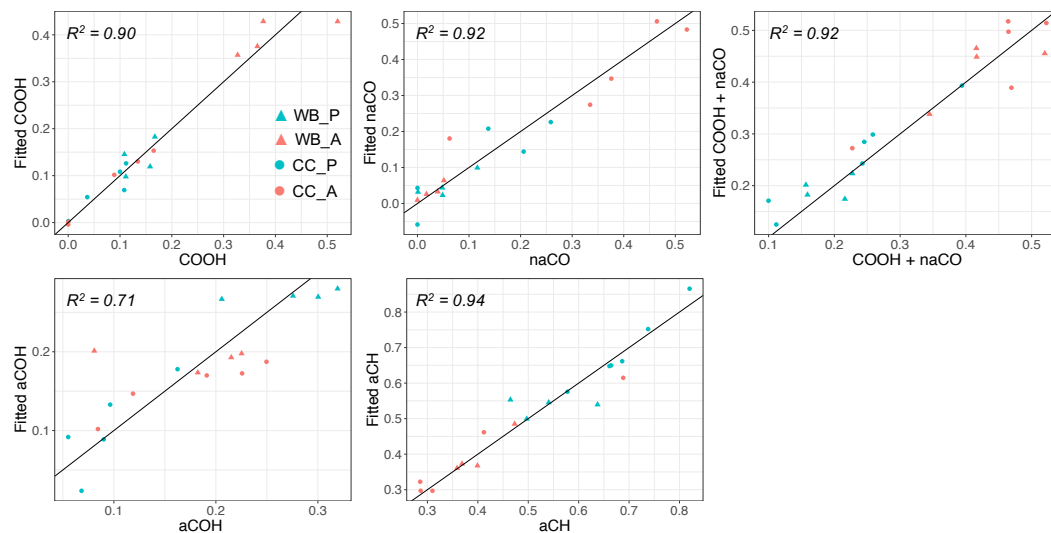 R² = 0.90
Fitted COOH
0.4
0.3
0.2
0.1
0.0
0.0 0.1 0.2 0.3 0.4 0.5
COOH
WB_P
WB_A
CC_P
CC_A
R² = 0.92
Fitted naCO
0.5
0.4
0.3
0.2
0.1
0.0
0.0 0.1 0.2 0.3 0.4 0.5
naCO
R² = 0.92
Fitted COOH + naCO
0.5
0.4
0.3
0.2
0.1 0.2 0.3 0.4 0.5
COOH + naCO
R² = 0.71
Fitted aCOH
0.2
0.1
0.1 0.2 0.3
aCOH
R² = 0.94
Fitted aCH
0.8
0.7
0.6
0.5
0.4
0.3
0.3 0.4 0.5 0.6 0.7 0.8
aCH